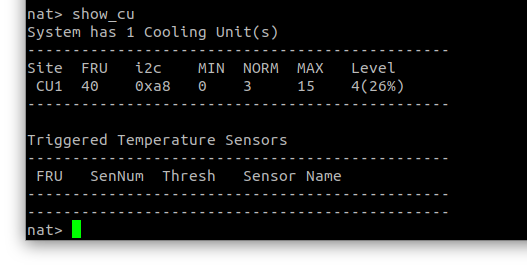 nat> show_cu
System has 1 Cooling Unit(s)
-----------------------------------------------
Site  FRU   i2c    MIN  NORM  MAX   Level
 CU1  40    0xa8   0    3     15    4(26%)
-----------------------------------------------
Triggered Temperature Sensors
-----------------------------------------------
 FRU   SenNum  Thresh   Sensor Name
-----------------------------------------------
-----------------------------------------------
nat>